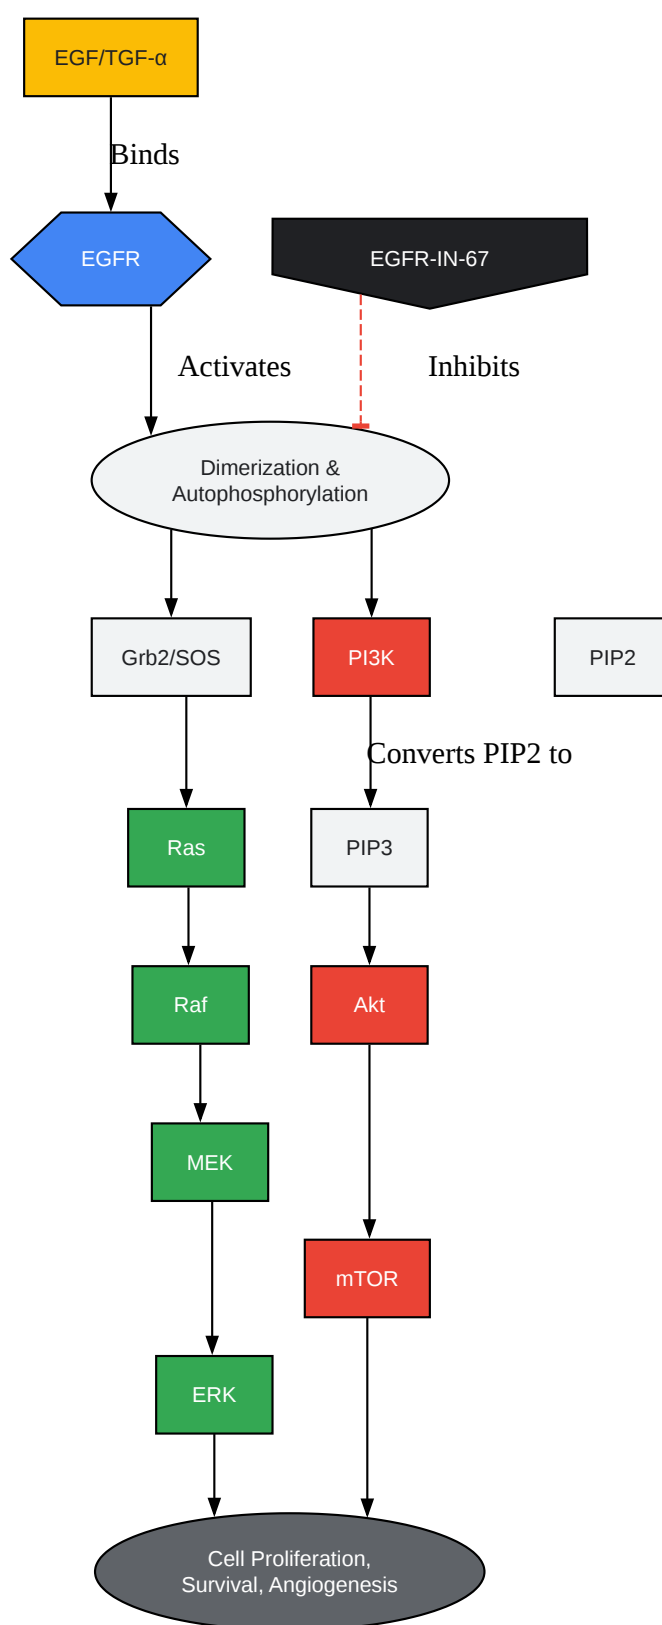 EGF/TGF-α
Binds
EGFR
EGFR-IN-67
Activates
Inhibits
Dimerization &
Autophosphorylation
Grb2/SOS
PI3K
PIP2
Converts PIP2 to
Ras
PIP3
Raf
Akt
MEK
mTOR
ERK
Cell Proliferation,
Survival, Angiogenesis